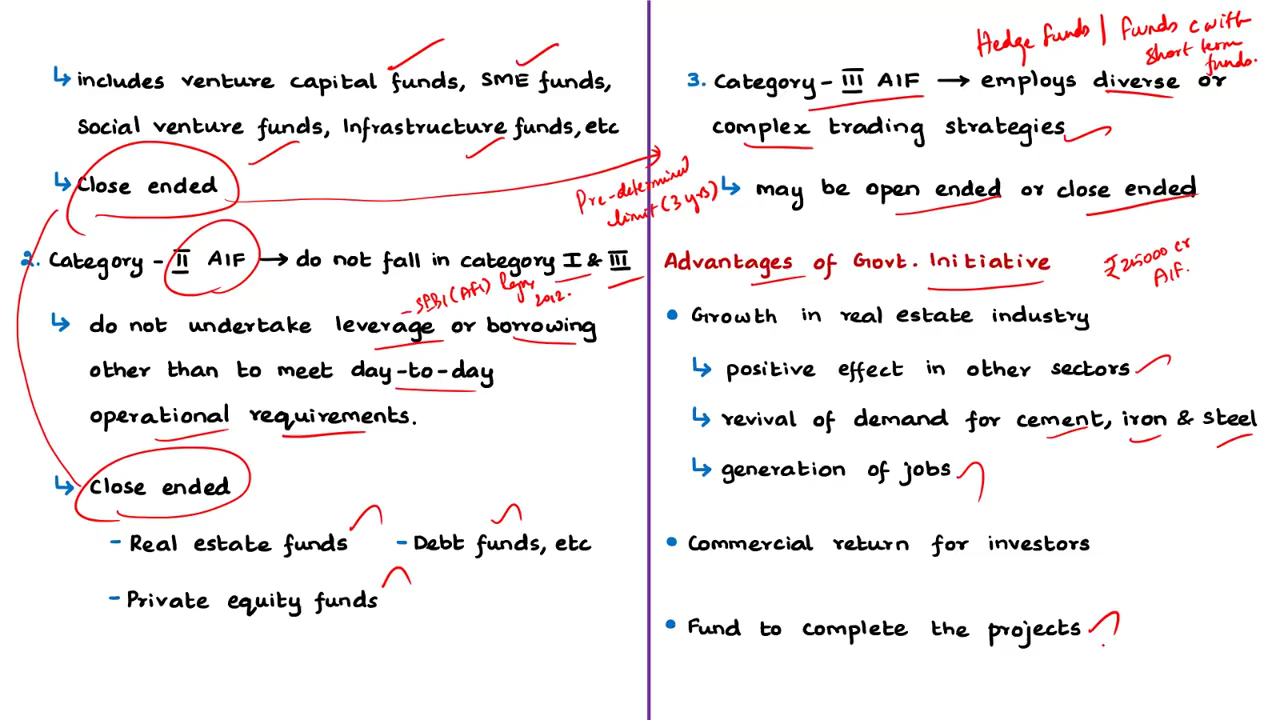 ↳ includes venture capital funds, SME funds,
Social venture funds, Infrastructure funds, etc
↳ Close ended
Pre-determined
limit (3 yrs)
2. Category - II AIF → do not fall in category I & III
- SEBI (AFI) Regns
2012.
↳ do not undertake leverage or borrowing
other than to meet day-to-day
operational requirements.
↳ Close ended
- Real estate funds - Debt funds, etc
- Private equity funds
Hedge funds | Funds with
short term
funds.
3. Category - III AIF → employs diverse or
complex trading strategies
↳ may be open ended or close ended
Advantages of Govt. Initiative
₹25000 cr
AIF.
• Growth in real estate industry
↳ positive effect in other sectors
↳ revival of demand for cement, iron & steel
↳ generation of jobs
• Commercial return for investors
• Fund to complete the projects